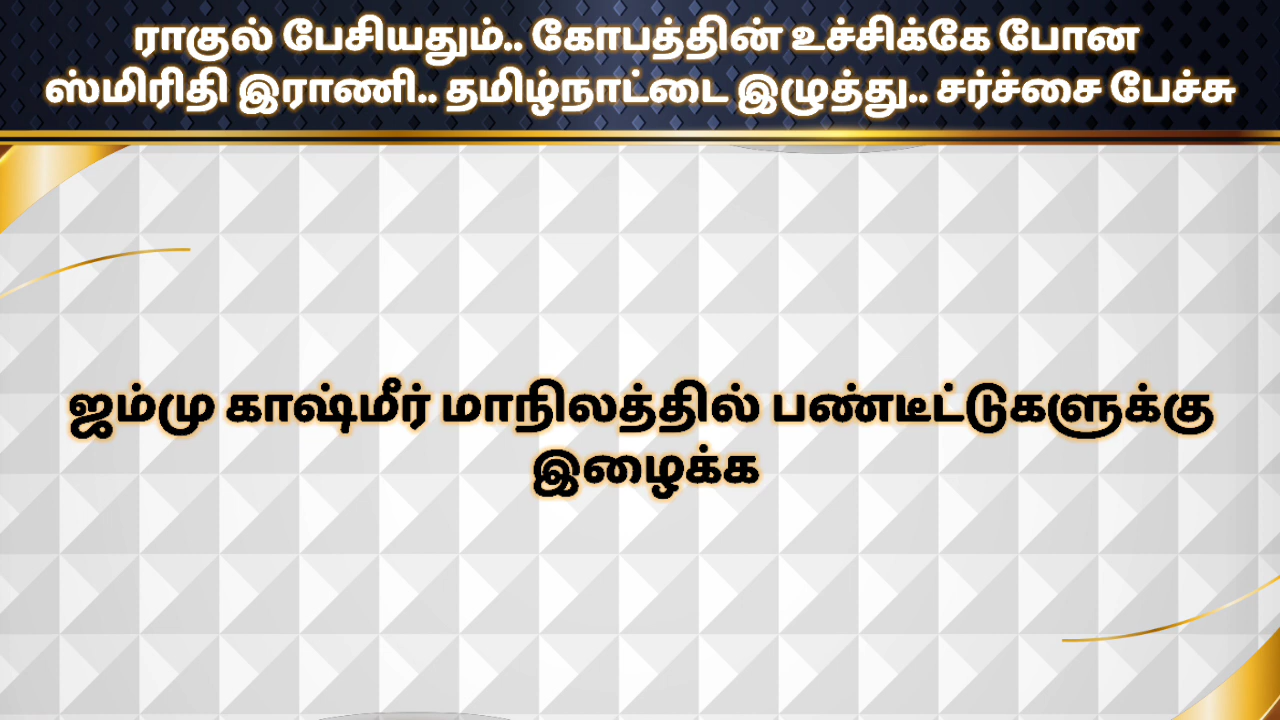 ராகுல் பேசியதும்.. கோபத்தின் உச்சிக்கே போன
ஸ்மிரிதி இராணி.. தமிழ்நாட்டை இழுத்து.. சர்ச்சை பேச்சு
ஜம்மு காஷ்மீர் மாநிலத்தில் பண்டீட்டுகளுக்கு
இழைக்க